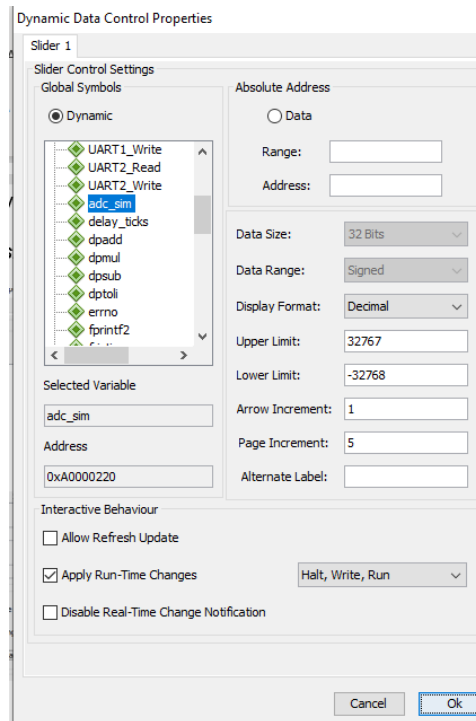 Dynamic Data Control Properties
Slider 1
Slider Control Settings
Global Symbols
Dynamic
UART1_Write
UART2_Read
UART2_Write
adc_sim
delay_ticks
dpadd
dpmul
dpsub
dptoli
errno
fprintf2
Selected Variable
adc_sim
Address
0xA0000220
Absolute Address
Data
Range:
Address:
Data Size: 32 Bits
Data Range: Signed
Display Format: Decimal
Upper Limit: 32767
Lower Limit: -32768
Arrow Increment: 1
Page Increment: 5
Alternate Label:
Interactive Behaviour
Allow Refresh Update
Apply Run-Time Changes Halt, Write, Run
Disable Real-Time Change Notification
Cancel Ok